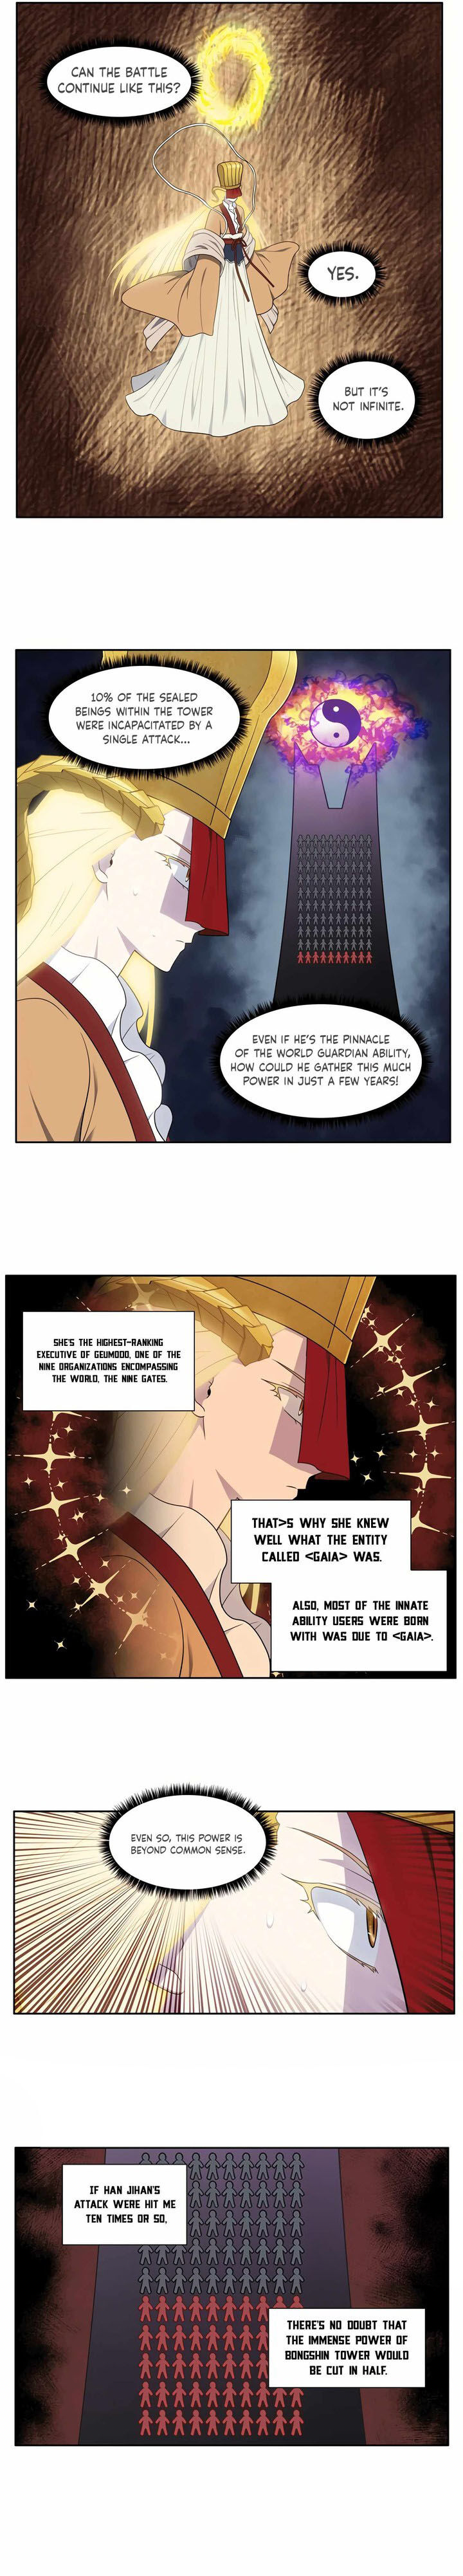 CAN THE BATTLE
CONTINUE LIKE THIS?
YES.
BUT IT'S
NOT INFINITE.
10% OF THE SEALED
BEINGS WITHIN THE TOWER
WERE INCAPACITATED BY A
SINGLE ATTACK...
EVEN IF HE'S THE PINNACLE
OF THE WORLD GUARDIAN ABILITY,
HOW COULD HE GATHER THIS MUCH
POWER IN JUST A FEW YEARS!
SHE'S THE HIGHEST-RANKING
EXECUTIVE OF GEUMODO, ONE OF THE
NINE ORGANIZATIONS ENCOMPASSING
THE WORLD, THE NINE GATES.
THAT>S WHY SHE KNEW
WELL WHAT THE ENTITY
CALLED <GAIA> WAS.
ALSO, MOST OF THE INNATE
ABILITY USERS WERE BORN
WITH WAS DUE TO <GAIA>.
EVEN SO, THIS POWER IS
BEYOND COMMON SENSE.
IF HAN JIHAN'S
ATTACK WERE HIT ME
TEN TIMES OR SO,
THERE'S NO DOUBT THAT
THE IMMENSE POWER OF
BONGSHIN TOWER WOULD
BE CUT IN HALF.